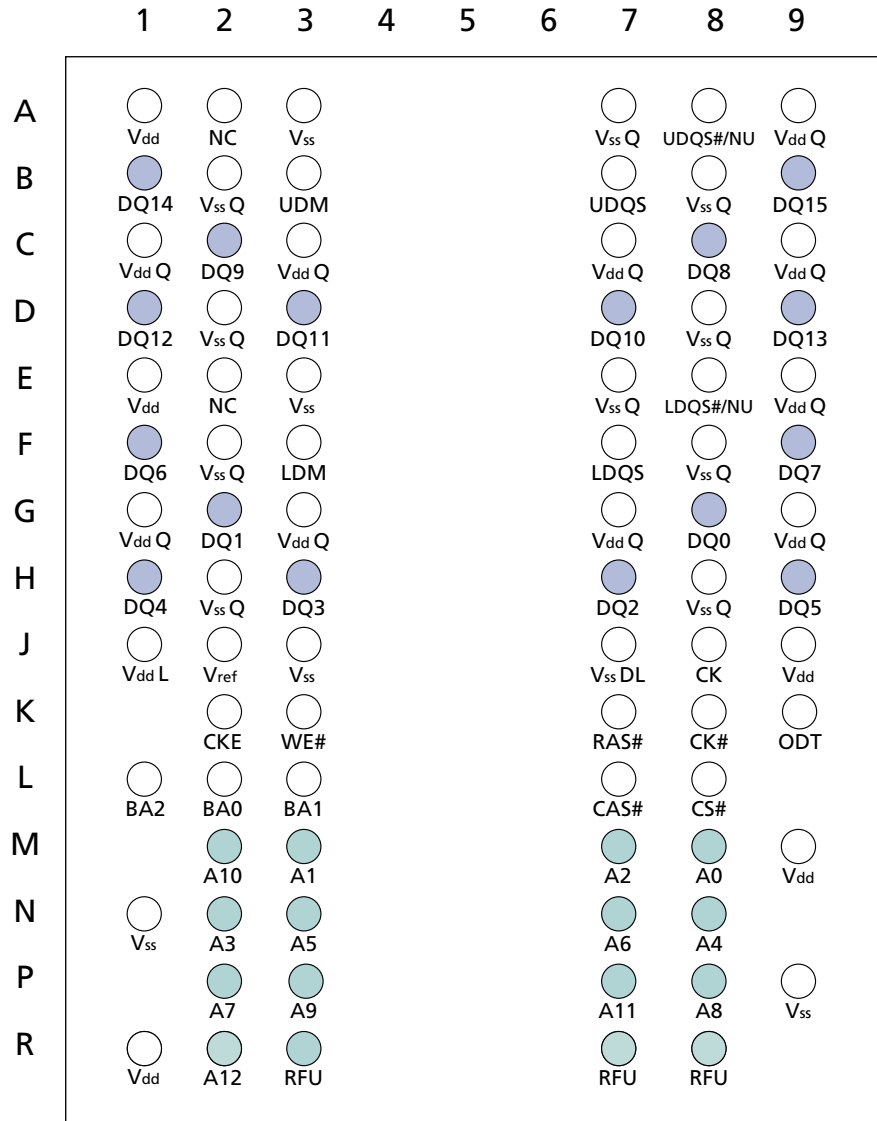 1 2 3 4 5 6 7 8 9
A
Vdd NC Vss VssQ UDQS#/NU VddQ
B
DQ14 VssQ UDM UDQS VssQ DQ15
C
VddQ DQ9 VddQ VddQ DQ8 VddQ
D
DQ12 VssQ DQ11 DQ10 VssQ DQ13
E
Vdd NC Vss VssQ LDQS#/NU VddQ
F
DQ6 VssQ LDM LDQS VssQ DQ7
G
VddQ DQ1 VddQ VddQ DQ0 VddQ
H
DQ4 VssQ DQ3 DQ2 VssQ DQ5
J
VddL Vref Vss VssDL CK Vdd
K
CKE WE# RAS# CK# ODT
L
BA2 BA0 BA1 CAS# CS#
M
A10 A1 A2 A0 Vdd
N
Vss A3 A5 A6 A4
P
A7 A9 A11 A8 Vss
R
Vdd A12 RFU RFU RFU